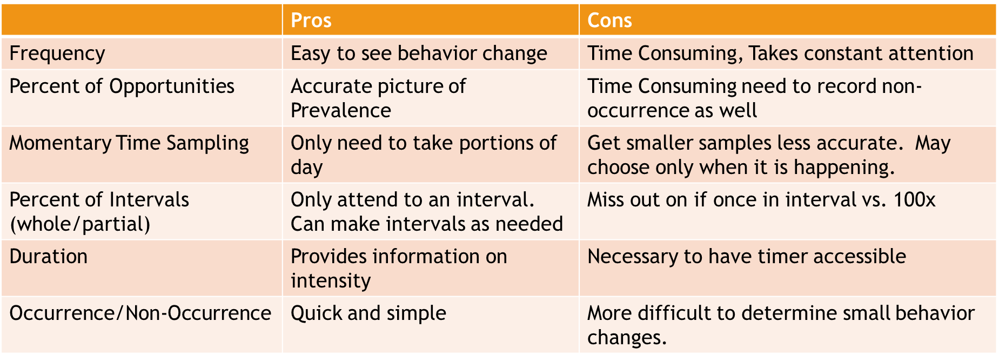 Pros
Cons
Frequency
Easy to see behavior change
Time Consuming, Takes constant attention
Percent of Opportunities
Accurate picture of
Prevalence
Time Consuming need to record non-
occurrence as well
Momentary Time Sampling
Only need to take portions of
day
Get smaller samples less accurate.  May
choose only when it is happening.
Percent of Intervals
(whole/partial)
Only attend to an interval.
Can make intervals as needed
Miss out on if once in interval vs. 100x
Duration
Provides information on
intensity
Necessary to have timer accessible
Occurrence/Non-Occurrence
Quick and simple
More difficult to determine small behavior
changes.